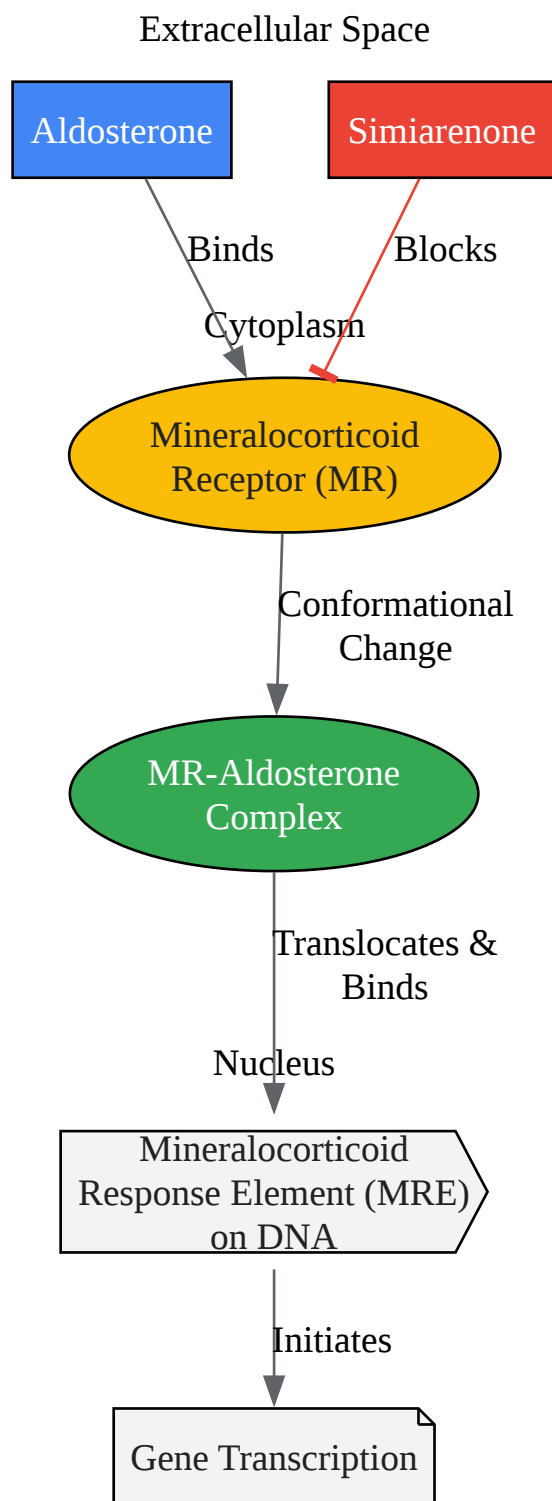 Extracellular Space
Aldosterone
Simiarenone
Binds
Blocks
Cytoplasm
Mineralocorticoid
Receptor (MR)
Conformational
Change
MR-Aldosterone
Complex
Translocates &
Binds
Nucleus
Mineralocorticoid
Response Element (MRE)
on DNA
Initiates
Gene Transcription